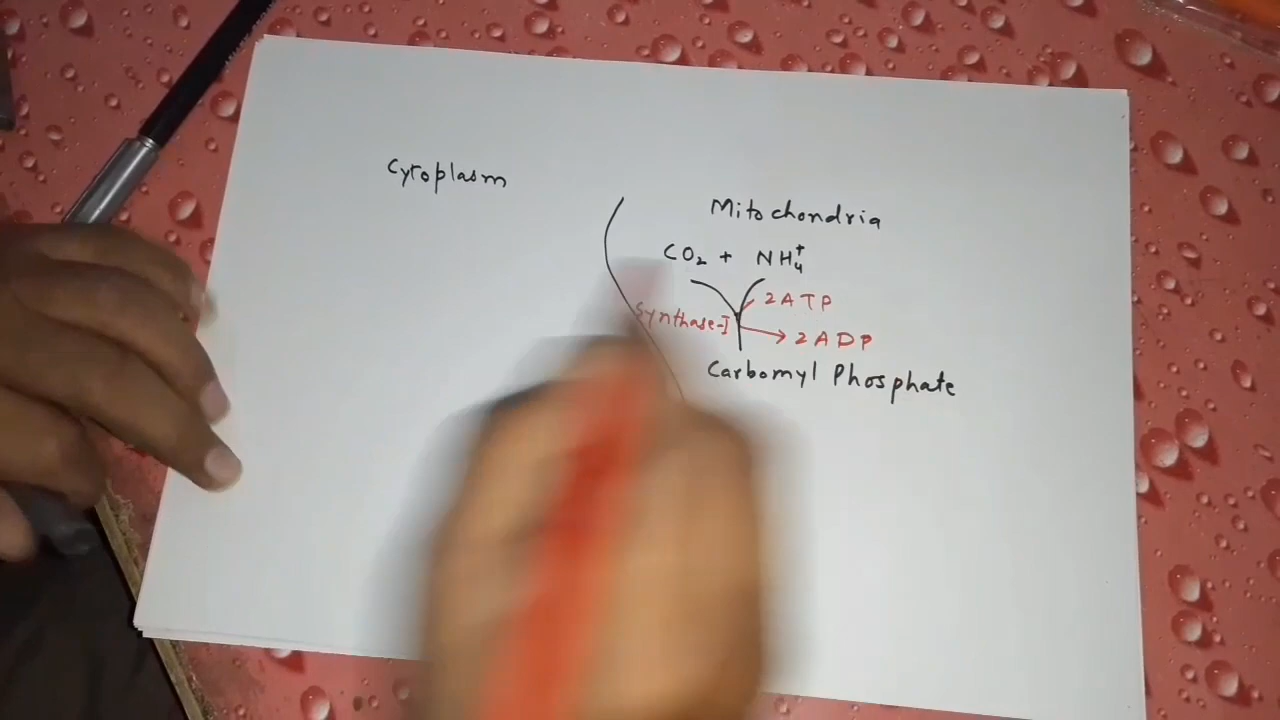 Cytoplasm
Mitochondria
CO₂ + NH₄⁺
2ATP
Synthase-I
2ADP
Carbomyl Phosphate